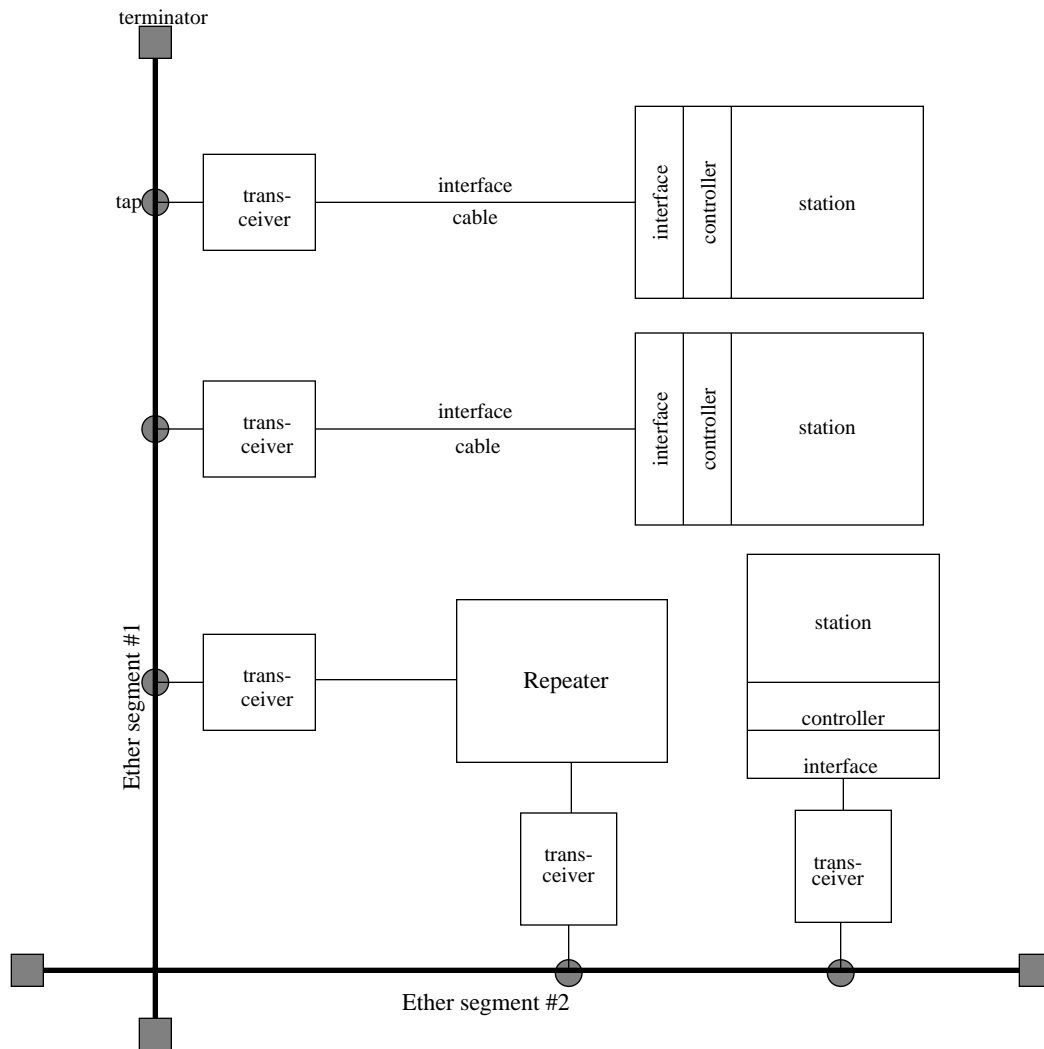 terminator
tap
trans-
ceiver
interface
cable
interface
controller
station
trans-
ceiver
interface
cable
interface
controller
station
Ether segment #1
trans-
ceiver
Repeater
station
controller
interface
trans-
ceiver
trans-
ceiver
Ether segment #2